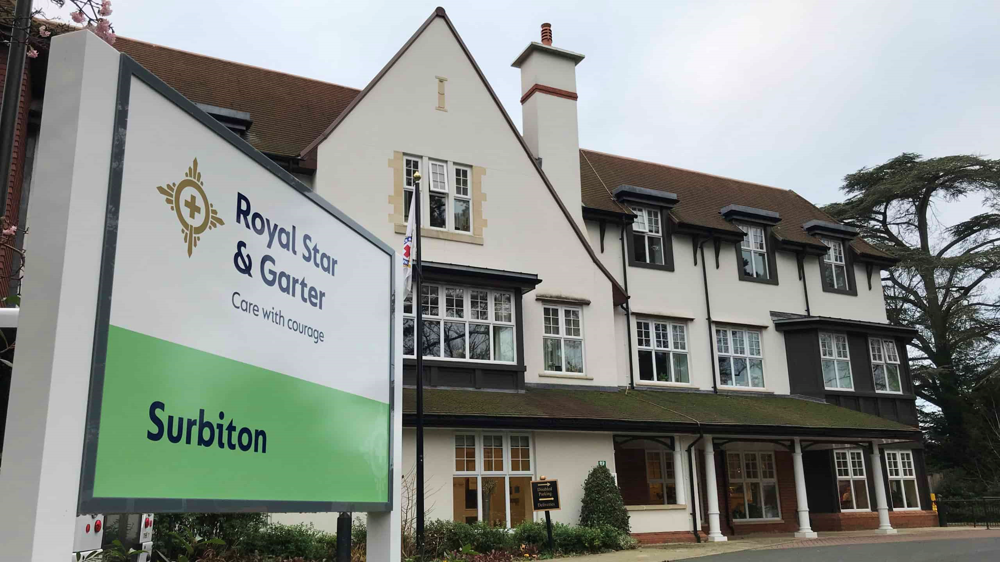 Royal Star
& Garter
Care with courage
Surbiton
Disabled
Parking
Deliveries